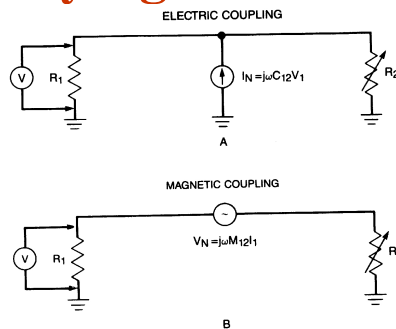 ELECTRIC COUPLING
V
R1
IN = jωC12V1
R2
A
MAGNETIC COUPLING
~
VN = jωM12I1
V
R1
R
B